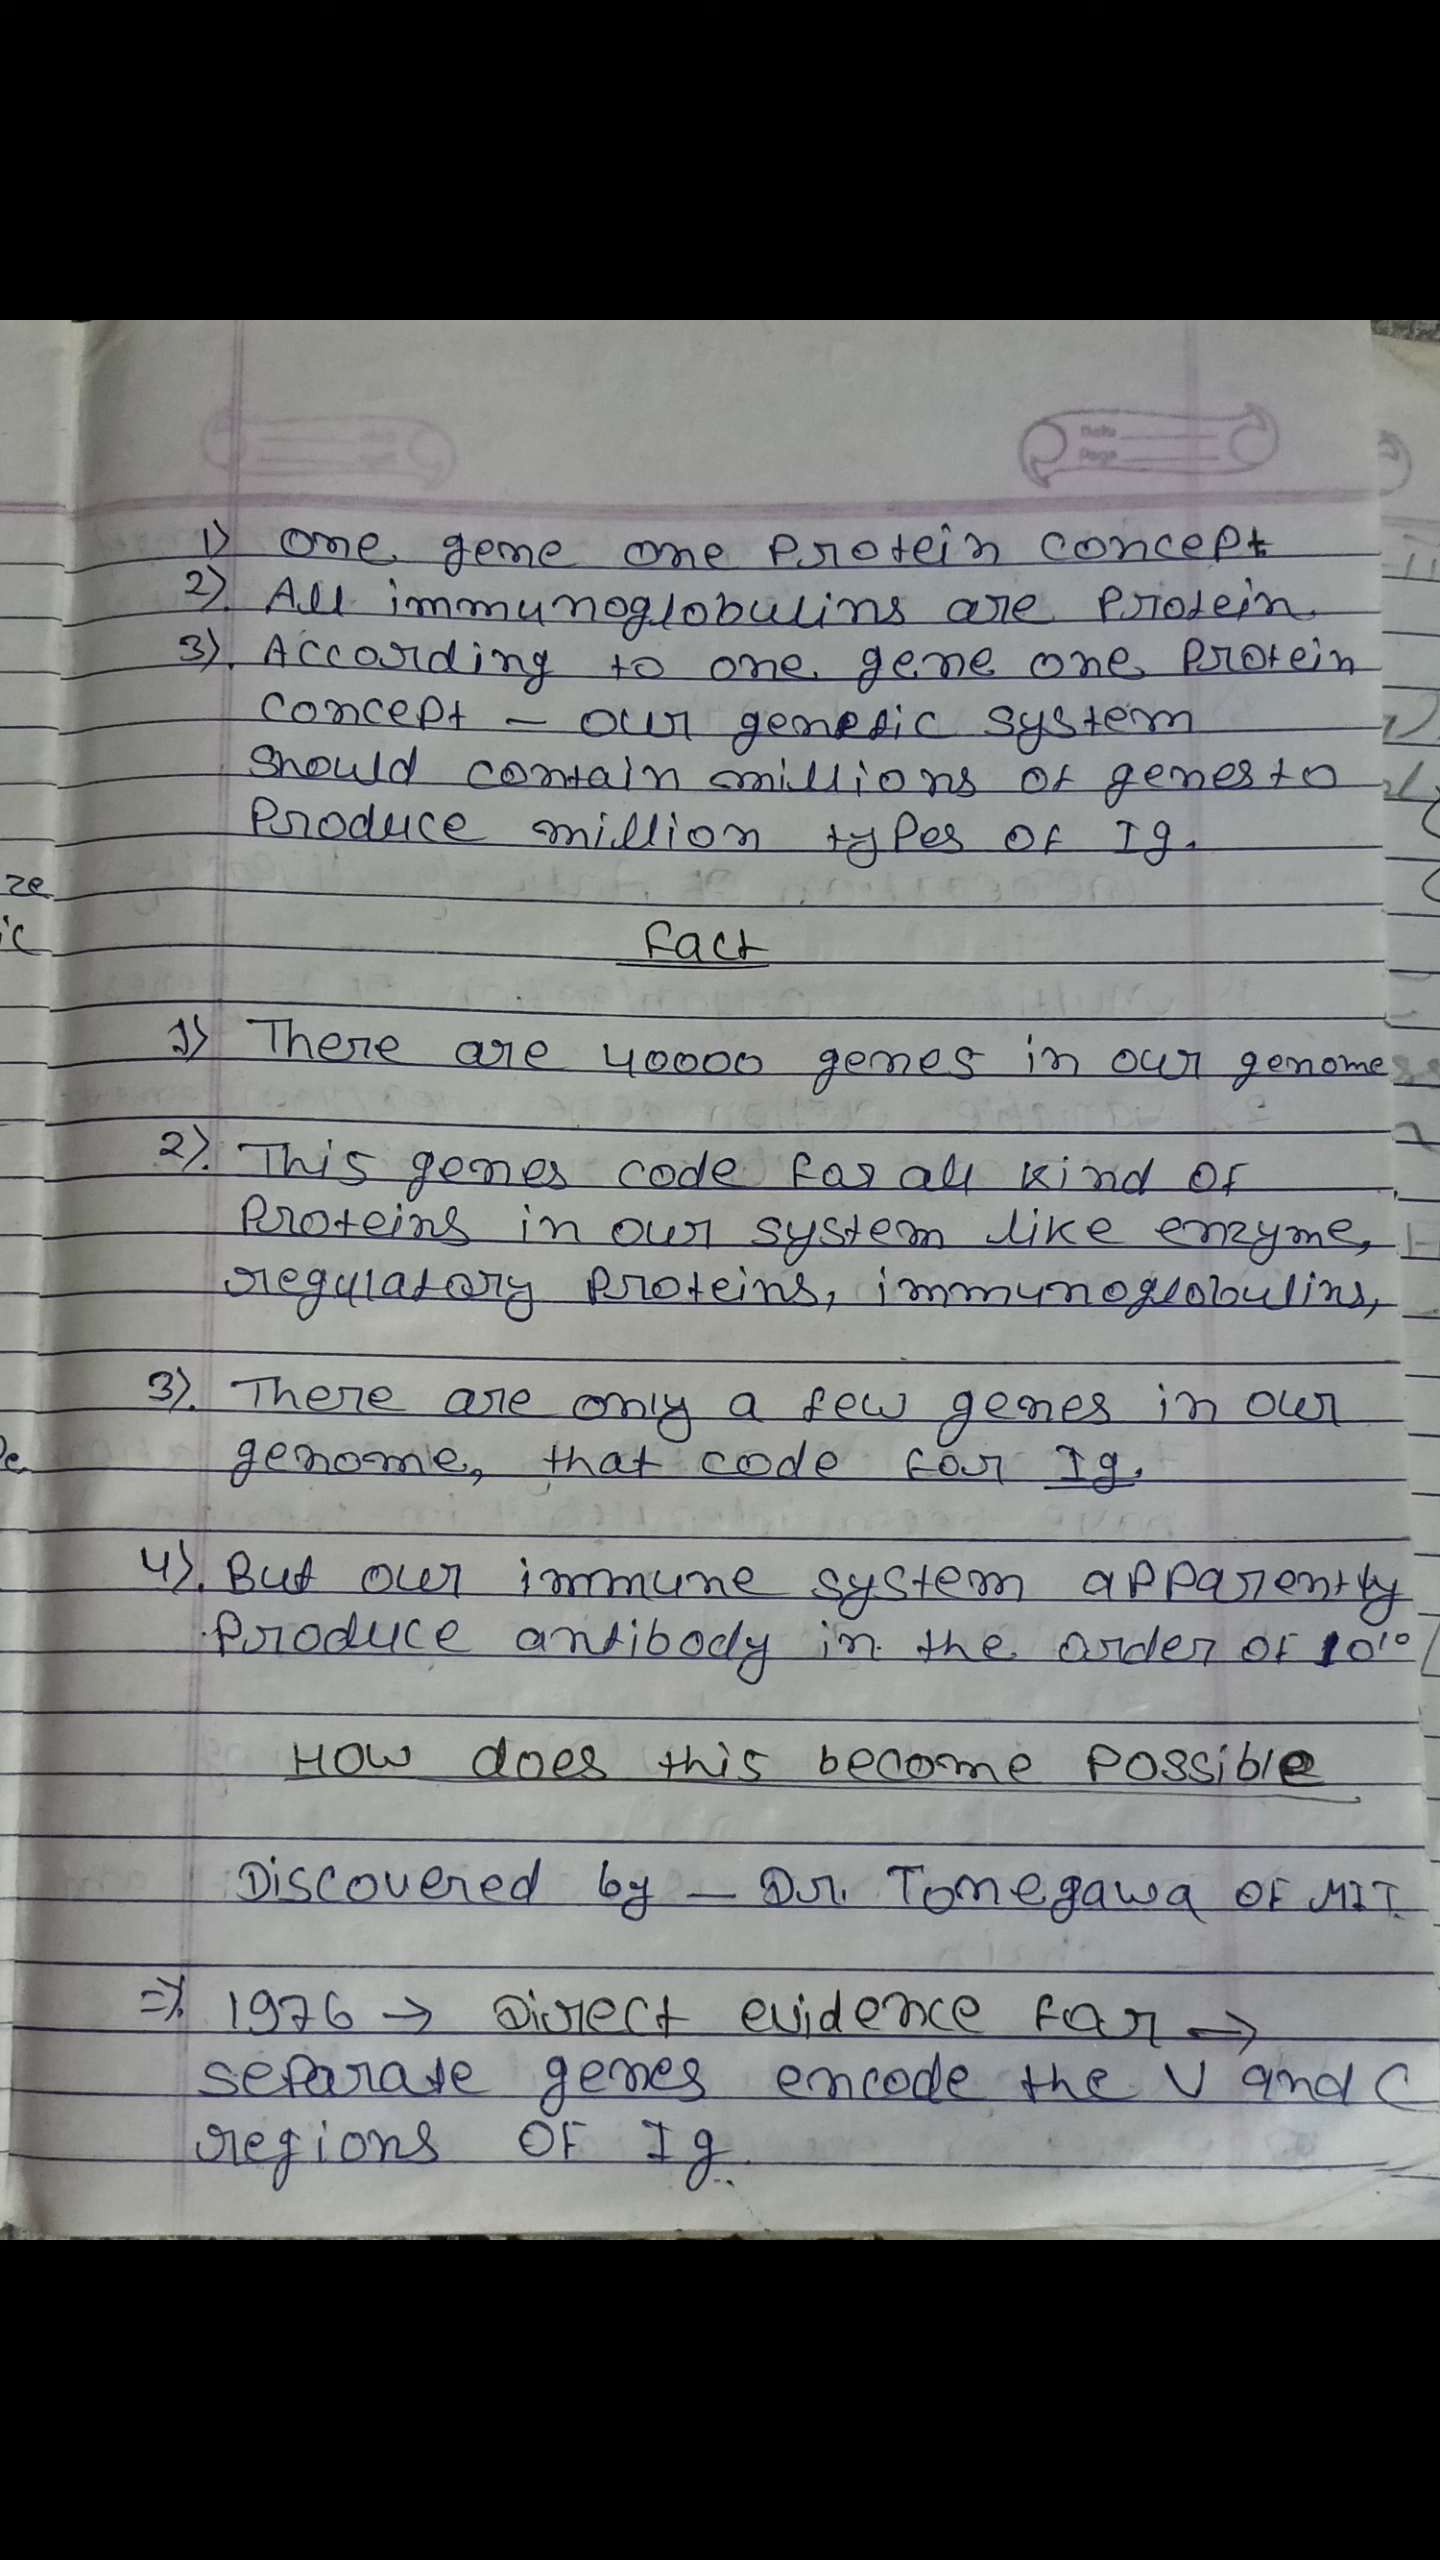 1) One gene one protein concept
2). All immunoglobulins are protein.
3). According to one gene one protein
concept – our genetic system
should contain millions of genes to
produce million types of Ig.
ze
ic
Fact
1) There are 40000 genes in our genome
2). This genes code for all kind of
proteins in our system like enzyme,
regulatory proteins, immunoglobulins,
3). There are only a few genes in our
genome, that code for Ig.
4). But our immune system apparently
produce antibody in the order of 10¹⁰
How does this become possible
Discovered by – Dr. Tonegawa of MIT.
=>. 1976 → Direct evidence for →
separate genes encode the V and C
regions of Ig.